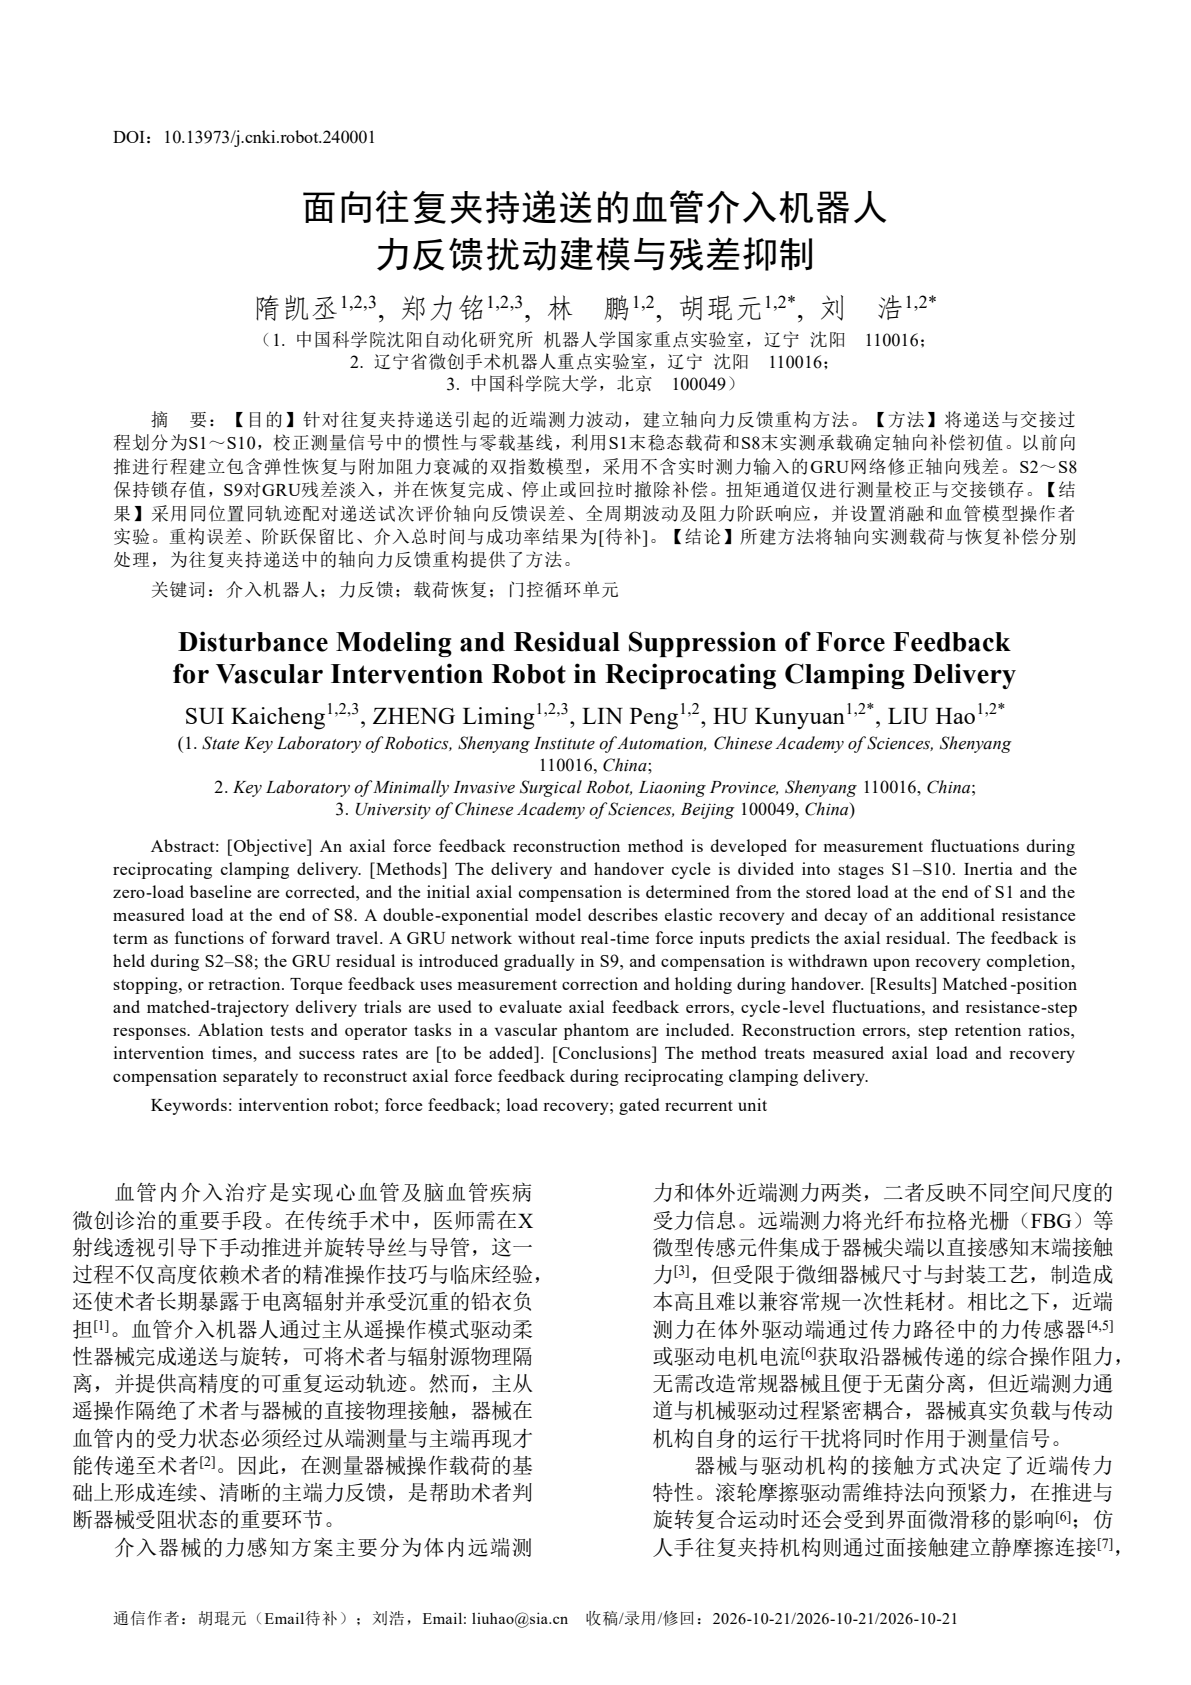 DOI：10.13973/j.cnki.robot.240001
面向往复夹持递送的血管介入机器人
力反馈扰动建模与残差抑制
隋凯丞1,2,3，郑力铭1,2,3，林　鹏1,2，胡琨元1,2*，刘　浩1,2*
（1. 中国科学院沈阳自动化研究所 机器人学国家重点实验室，辽宁 沈阳　110016；
2. 辽宁省微创手术机器人重点实验室，辽宁 沈阳　110016；
3. 中国科学院大学，北京　100049）
摘　要：【目的】针对往复夹持递送引起的近端测力波动，建立轴向力反馈重构方法。【方法】将递送与交接过
程划分为S1～S10，校正测量信号中的惯性与零载基线，利用S1末稳态载荷和S8末实测承载确定轴向补偿初值。以前向
推进行程建立包含弹性恢复与附加阻力衰减的双指数模型，采用不含实时测力输入的GRU网络修正轴向残差。S2～S8
保持锁存值，S9对GRU残差淡入，并在恢复完成、停止或回拉时撤除补偿。扭矩通道仅进行测量校正与交接锁存。【结
果】采用同位置同轨迹配对递送试次评价轴向反馈误差、全周期波动及阻力阶跃响应，并设置消融和血管模型操作者
实验。重构误差、阶跃保留比、介入总时间与成功率结果为[待补]。【结论】所建方法将轴向实测载荷与恢复补偿分别
处理，为往复夹持递送中的轴向力反馈重构提供了方法。
关键词：介入机器人；力反馈；载荷恢复；门控循环单元
Disturbance Modeling and Residual Suppression of Force Feedback
for Vascular Intervention Robot in Reciprocating Clamping Delivery
SUI Kaicheng1,2,3, ZHENG Liming1,2,3, LIN Peng1,2, HU Kunyuan1,2*, LIU Hao1,2*
(1. State Key Laboratory of Robotics, Shenyang Institute of Automation, Chinese Academy of Sciences, Shenyang
110016, China;
2. Key Laboratory of Minimally Invasive Surgical Robot, Liaoning Province, Shenyang 110016, China;
3. University of Chinese Academy of Sciences, Beijing 100049, China)
Abstract: [Objective] An axial force feedback reconstruction method is developed for measurement fluctuations during
reciprocating clamping delivery. [Methods] The delivery and handover cycle is divided into stages S1–S10. Inertia and the
zero-load baseline are corrected, and the initial axial compensation is determined from the stored load at the end of S1 and the
measured load at the end of S8. A double-exponential model describes elastic recovery and decay of an additional resistance
term as functions of forward travel. A GRU network without real-time force inputs predicts the axial residual. The feedback is
held during S2–S8; the GRU residual is introduced gradually in S9, and compensation is withdrawn upon recovery completion,
stopping, or retraction. Torque feedback uses measurement correction and holding during handover. [Results] Matched-position
and matched-trajectory delivery trials are used to evaluate axial feedback errors, cycle-level fluctuations, and resistance-step
responses. Ablation tests and operator tasks in a vascular phantom are included. Reconstruction errors, step retention ratios,
intervention times, and success rates are [to be added]. [Conclusions] The method treats measured axial load and recovery
compensation separately to reconstruct axial force feedback during reciprocating clamping delivery.
Keywords: intervention robot; force feedback; load recovery; gated recurrent unit
血管内介入治疗是实现心血管及脑血管疾病
微创诊治的重要手段。在传统手术中，医师需在X
射线透视引导下手动推进并旋转导丝与导管，这一
过程不仅高度依赖术者的精准操作技巧与临床经验，
还使术者长期暴露于电离辐射并承受沉重的铅衣负
担[1]。血管介入机器人通过主从遥操作模式驱动柔
性器械完成递送与旋转，可将术者与辐射源物理隔
离，并提供高精度的可重复运动轨迹。然而，主从
遥操作隔绝了术者与器械的直接物理接触，器械在
血管内的受力状态必须经过从端测量与主端再现才
能传递至术者[2]。因此，在测量器械操作载荷的基
础上形成连续、清晰的主端力反馈，是帮助术者判
断器械受阻状态的重要环节。
介入器械的力感知方案主要分为体内远端测
力和体外近端测力两类，二者反映不同空间尺度的
受力信息。远端测力将光纤布拉格光栅（FBG）等
微型传感元件集成于器械尖端以直接感知末端接触
力[3]，但受限于微细器械尺寸与封装工艺，制造成
本高且难以兼容常规一次性耗材。相比之下，近端
测力在体外驱动端通过传力路径中的力传感器[4,5]
或驱动电机电流[6]获取沿器械传递的综合操作阻力，
无需改造常规器械且便于无菌分离，但近端测力通
道与机械驱动过程紧密耦合，器械真实负载与传动
机构自身的运行干扰将同时作用于测量信号。
器械与驱动机构的接触方式决定了近端传力
特性。滚轮摩擦驱动需维持法向预紧力，在推进与
旋转复合运动时还会受到界面微滑移的影响[6]；仿
人手往复夹持机构则通过面接触建立静摩擦连接[7]，
通信作者：胡琨元（Email待补）；刘浩，Email: liuhao@sia.cn　收稿/录用/修回：2026-10-21/2026-10-21/2026-10-21